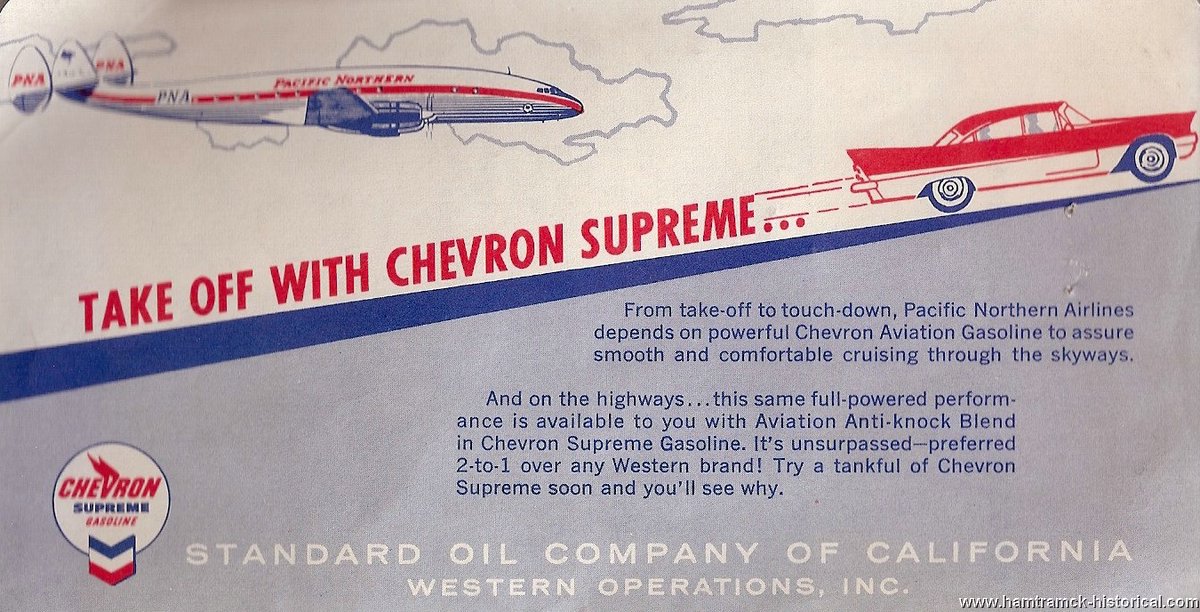 PNA
PNA
PNA
PACIFIC NORTHERN
TAKE OFF WITH CHEVRON SUPREME...
From take-off to touch-down, Pacific Northern Airlines
depends on powerful Chevron Aviation Gasoline to assure
smooth and comfortable cruising through the skyways.
And on the highways...this same full-powered perform-
ance is available to you with Aviation Anti-knock Blend
in Chevron Supreme Gasoline. It's unsurpassed—preferred
2-to-1 over any Western brand! Try a tankful of Chevron
Supreme soon and you'll see why.
CHEVRON
SUPREME
GASOLINE
STANDARD OIL COMPANY OF CALIFORNIA
WESTERN OPERATIONS, INC.
www.hamtramck-historical.com